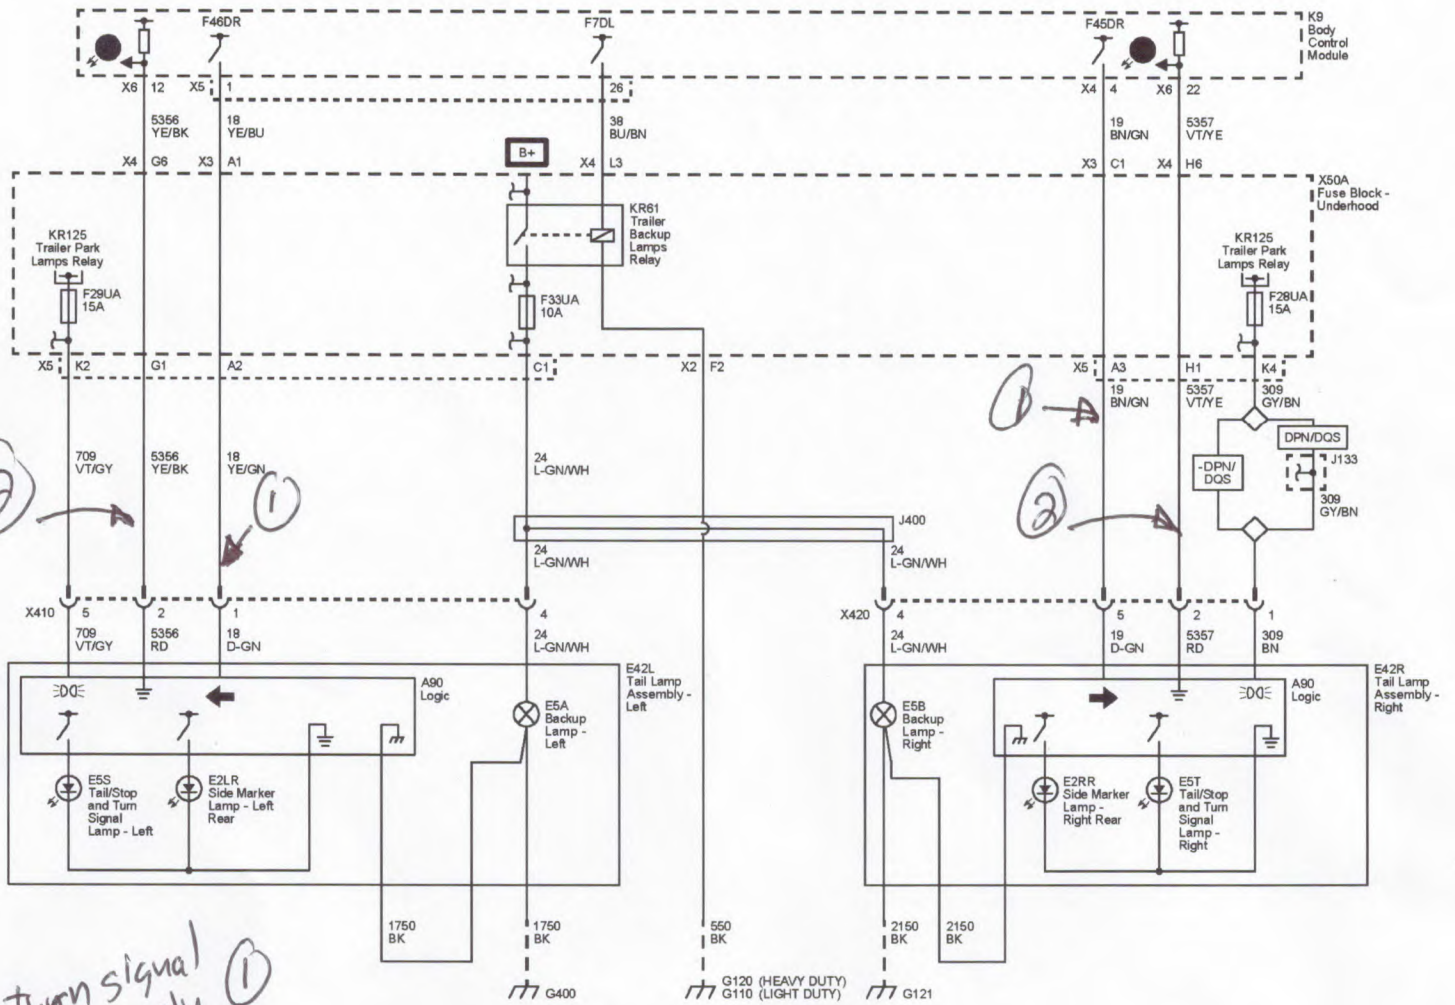 F46DR
F7DL
F45DR
K9
Body
Control
Module
X6 12
X5 1
26
X4 4
X6 22
5356
YE/BK
18
YE/BU
38
BU/BN
19
BN/GN
5357
VT/YE
B+
X4 G6
X3 A1
X4 L3
X3 C1
X4 H6
X50A
Fuse Block -
Underhood
KR61
Trailer
Backup
Lamps
Relay
KR125
Trailer Park
Lamps Relay
KR125
Trailer Park
Lamps Relay
F29UA
15A
F33UA
10A
F28UA
15A
X5 K2
G1
A2
C1
X2 F2
X5 A3
H1
K4
19
BN/GN
5357
VT/YE
309
GY/BN
1
DPN/DQS
709
VT/GY
5356
YE/BK
18
YE/GN
24
L-GN/WH
-DPN/
DQS
J133
309
GY/BN
2
1
2
J400
24
L-GN/WH
24
L-GN/WH
X410 5
2
1
4
X420 4
5
2
1
709
VT/GY
5356
RD
18
D-GN
24
L-GN/WH
24
L-GN/WH
19
D-GN
5357
RD
309
BN
E42L
Tail Lamp
Assembly -
Left
E42R
Tail Lamp
Assembly -
Right
A90
Logic
A90
Logic
E5A
Backup
Lamp -
Left
E5B
Backup
Lamp -
Right
E5S
Tail/Stop
and Turn
Signal
Lamp - Left
E2LR
Side Marker
Lamp - Left
Rear
E2RR
Side Marker
Lamp -
Right Rear
E5T
Tail/Stop
and Turn
Signal
Lamp -
Right
1750
BK
1750
BK
550
BK
2150
BK
2150
BK
G400
G120 (HEAVY DUTY)
G110 (LIGHT DUTY)
G121
turn signal
1